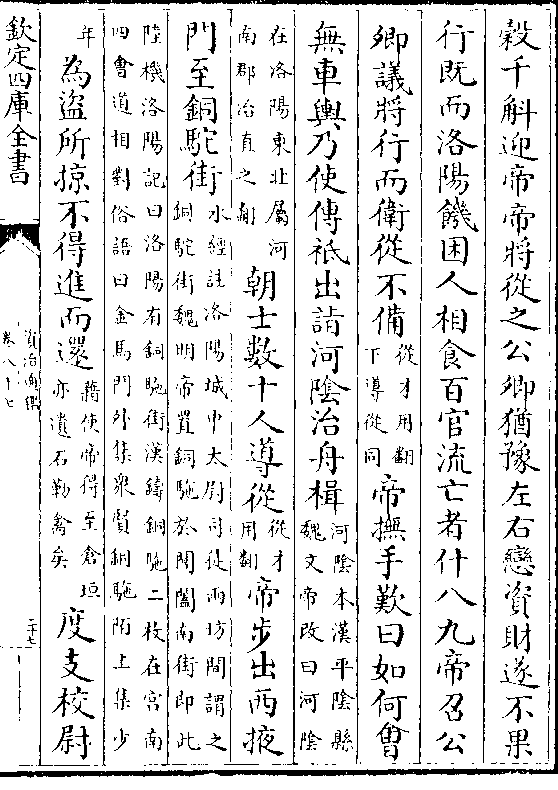 穀千斛迎帝帝將從之公卿猶豫左右戀資財遂不果
行既而洛陽饑困人相食百官流亡者什八九帝召公
卿議將行而衛從不備從才用翻下導從同帝撫手歎曰如何曾
無車輿乃使傅祗出詣河陰治舟楫河陰本漢平陰縣魏文帝改曰河陰
在洛陽東北屬河南郡治直之翻朝士數十人導從從才用翻帝步出西掖
門至銅駝街水經註洛陽城中太尉司徒兩坊間謂之銅駝街魏明帝置銅駞於閶闔南街即此
陸機洛陽記曰洛陽有銅駞街漢鑄銅駞二枚在宮南四會道相對俗語曰金馬門外集衆賢銅駞陌上集少
年為盜所掠不得進而還藉使帝得至倉垣亦遺石勒禽矣度支校尉
欽定四庫全書
資治通鑑
卷八十七
二十七